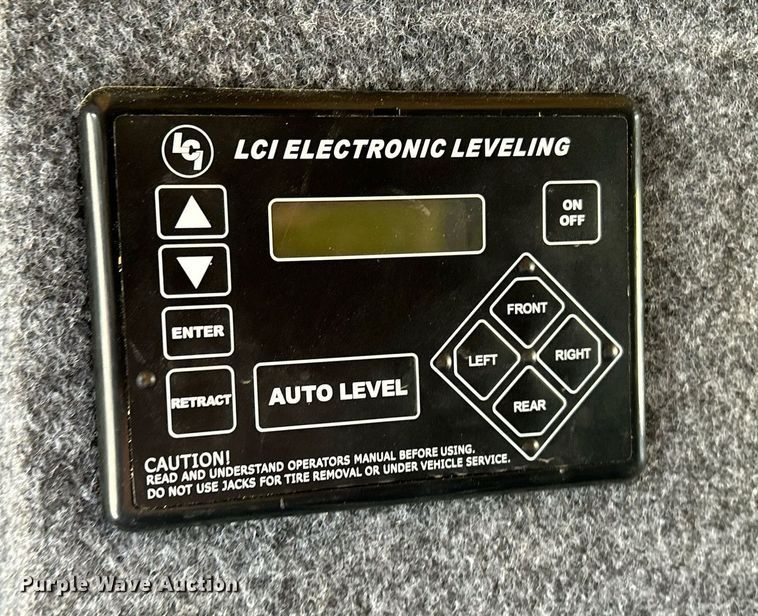 LCI LCI ELECTRONIC LEVELING
ON
OFF
ENTER
RETRACT
AUTO LEVEL
FRONT
LEFT
RIGHT
REAR
CAUTION!
READ AND UNDERSTAND OPERATORS MANUAL BEFORE USING.
DO NOT USE JACKS FOR TIRE REMOVAL OR UNDER VEHICLE SERVICE.
Purple Wave Auction